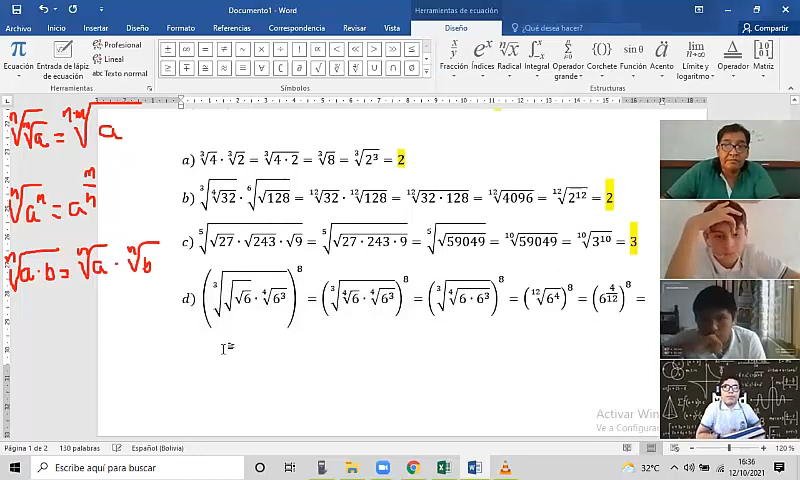 Documento1 - Word
Herramientas de ecuación
Archivo Inicio Insertar Diseño Formato Referencias Correspondencia Revisar Vista Diseño ¿Qué desea hacer? Compartir
Ecuación
Entrada de lápiz de ecuación
Profesional
Lineal
abc Texto normal
Fracción Índices Radical Integral Operador grande Corchete Función Énfasis Límite y logaritmo Operador Matriz
Herramientas Símbolos Estructuras
ⁿ√(ᵐ√a) = ⁿ·ᵐ√a
a) ∛4 · ∛2 = ∛(4 · 2) = ∛8 = ∛(2³) = 2
b) ∛(⁴√32) · ⁶√(√128) = ¹²√32 · ¹²√128 = ¹²√(32 · 128) = ¹²√4096 = ¹²√(2¹²) = 2
c) ⁵√(√27 · √243 · √9) = ⁵√(√(27 · 243 · 9)) = ⁵√(√59049) = ¹⁰√59049 = ¹⁰√(3¹⁰) = 3
ⁿ√(a · b) = ⁿ√a · ⁿ√b
d) (∛(√(√6) · ⁴√(6³)))⁸ = (∛(⁴√6 · ⁴√(6³)))⁸ = (∛(⁴√(6 · 6³)))⁸ = (¹²√(6⁴))⁸ = (6^(4/12))⁸ =
Activar Win
Ve a Configura
Página 1 de 2 130 palabras Español (Bolivia) 120 %
Escribe aquí para buscar
32°C
16:36
12/10/2021